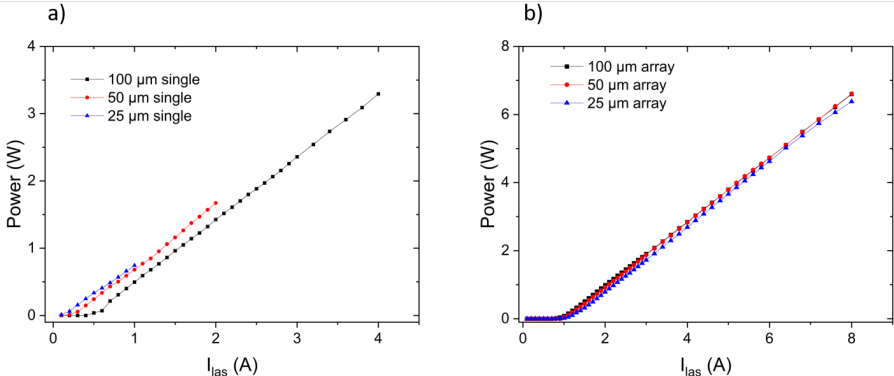 a)
4
3
2
1
0
Power (W)
100 µm single
50 µm single
25 µm single
0
1
2
3
4
I_las (A)
b)
8
6
4
2
0
Power (W)
100 µm array
50 µm array
25 µm array
0
2
4
6
8
I_las (A)